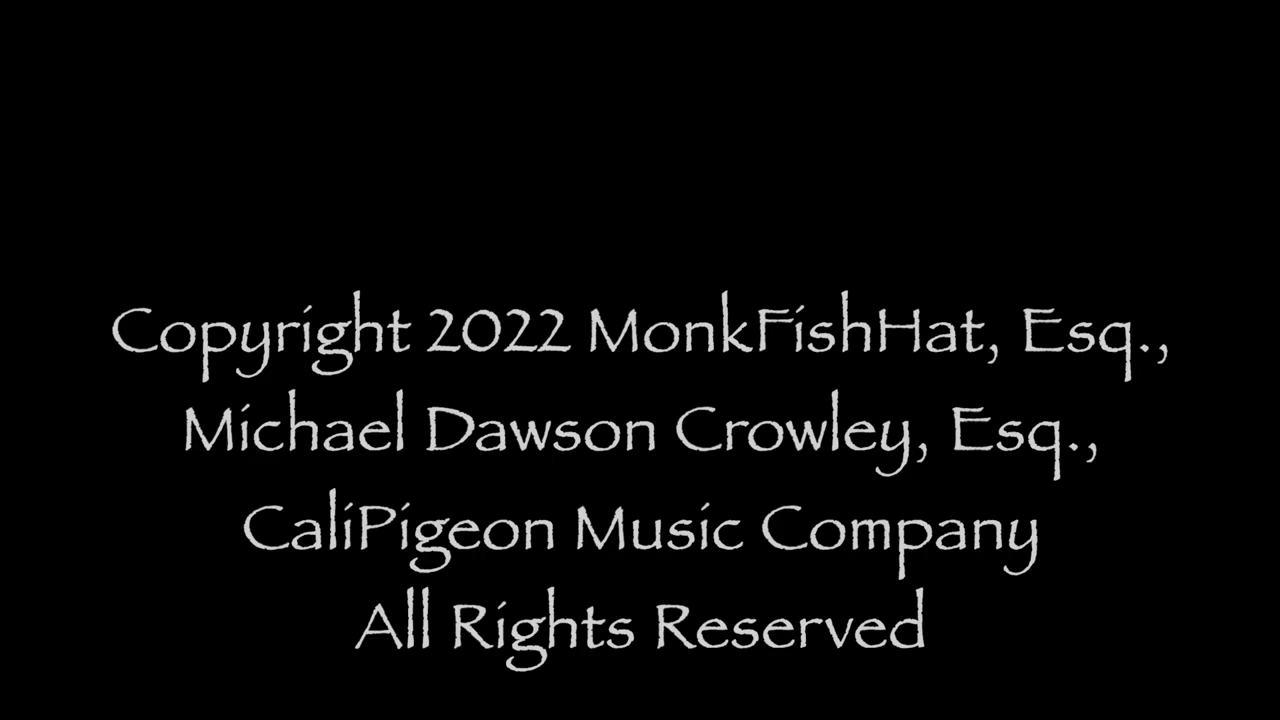 Copyright 2022 MonkFishHat, Esq.,
Michael Dawson Crowley, Esq.,
CaliPigeon Music Company
All Rights Reserved